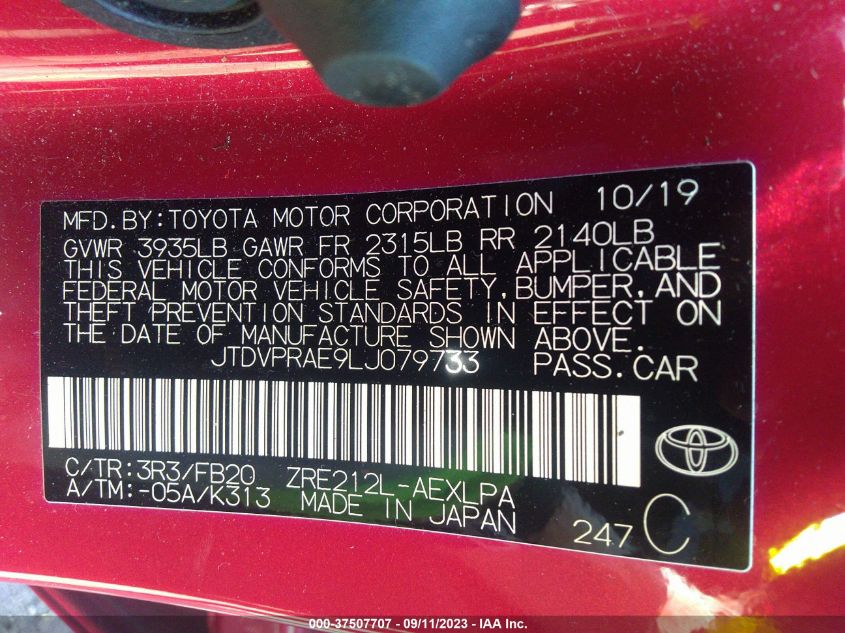 MFD.BY:TOYOTA MOTOR CORPORATION 10/19
GVWR 3935LB GAWR FR 2315LB RR 2140LB
THIS VEHICLE CONFORMS TO ALL APPLICABLE
FEDERAL MOTOR VEHICLE SAFETY,BUMPER,AND
THEFT PREVENTION STANDARDS IN EFFECT ON
THE DATE OF MANUFACTURE SHOWN ABOVE.
JTDVPRAE9LJ079733 PASS.CAR
C/TR:3R3/FB20 ZRE212L-AEXLPA
A/TM:-05A/K313 MADE IN JAPAN
247 C
000-37507707 - 09/11/2023 - IAA Inc.